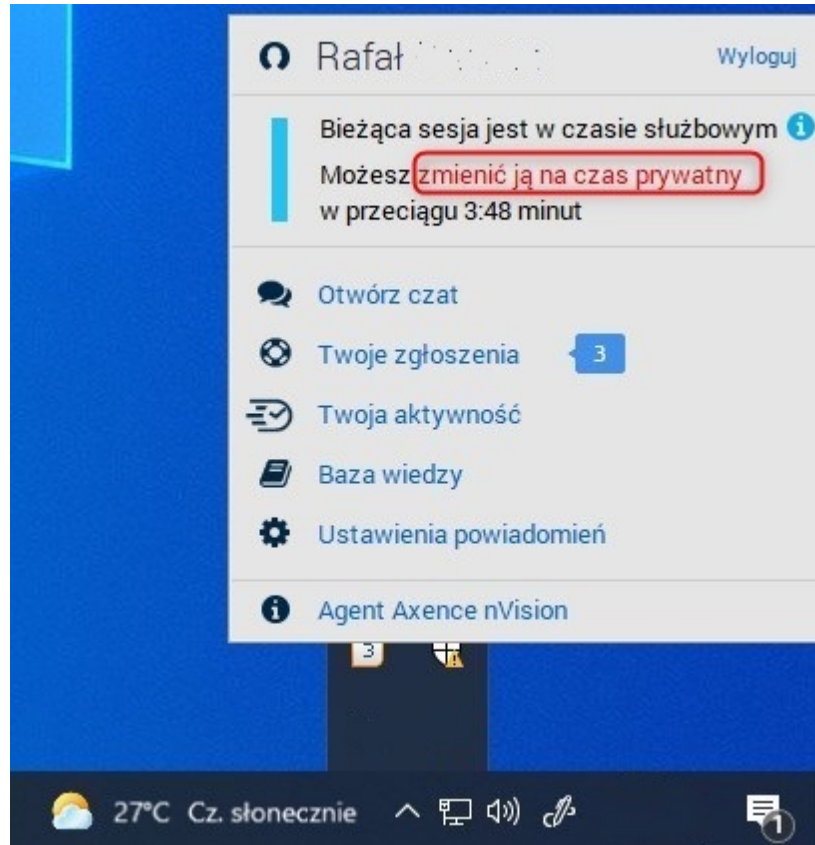 Rafał
Wyloguj
Bieżąca sesja jest w czasie służbowym
Możesz zmienić ją na czas prywatny
w przeciągu 3:48 minut
Otwórz czat
Twoje zgłoszenia 3
Twoja aktywność
Baza wiedzy
Ustawienia powiadomień
Agent Axence nVision
3
27°C Cz. słonecznie
1